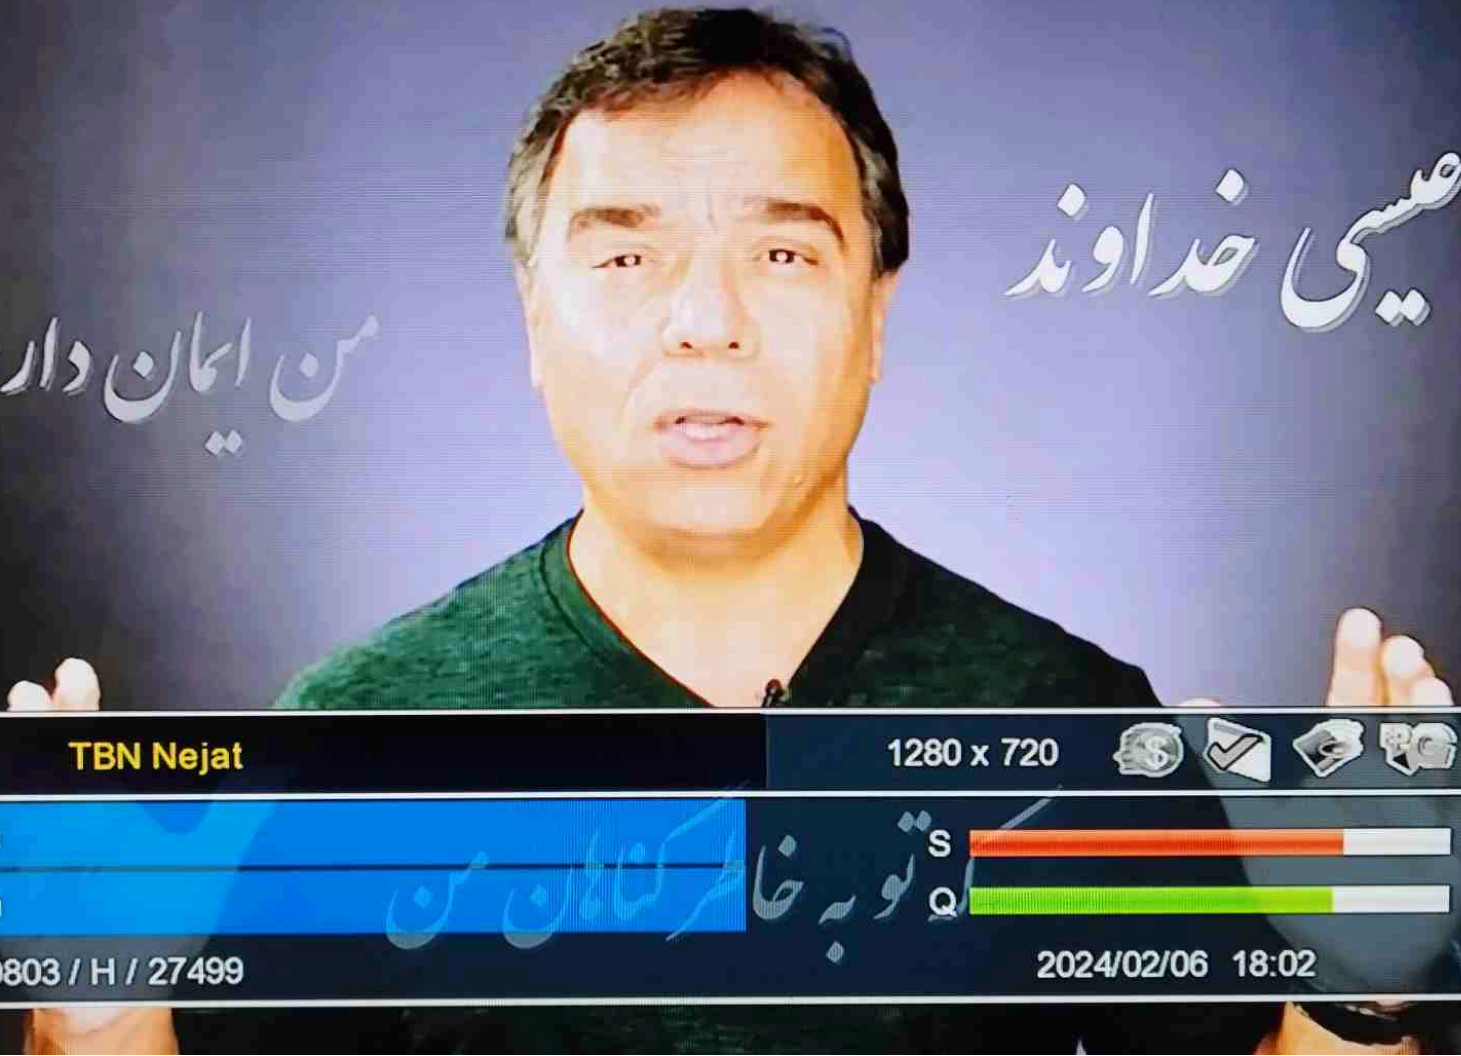 عیسی خداوند
من ایمان دار
TBN Nejat
1280 x 720
که تو به خاطر گناهان من
S
Q
0803 / H / 27499
2024/02/06 18:02